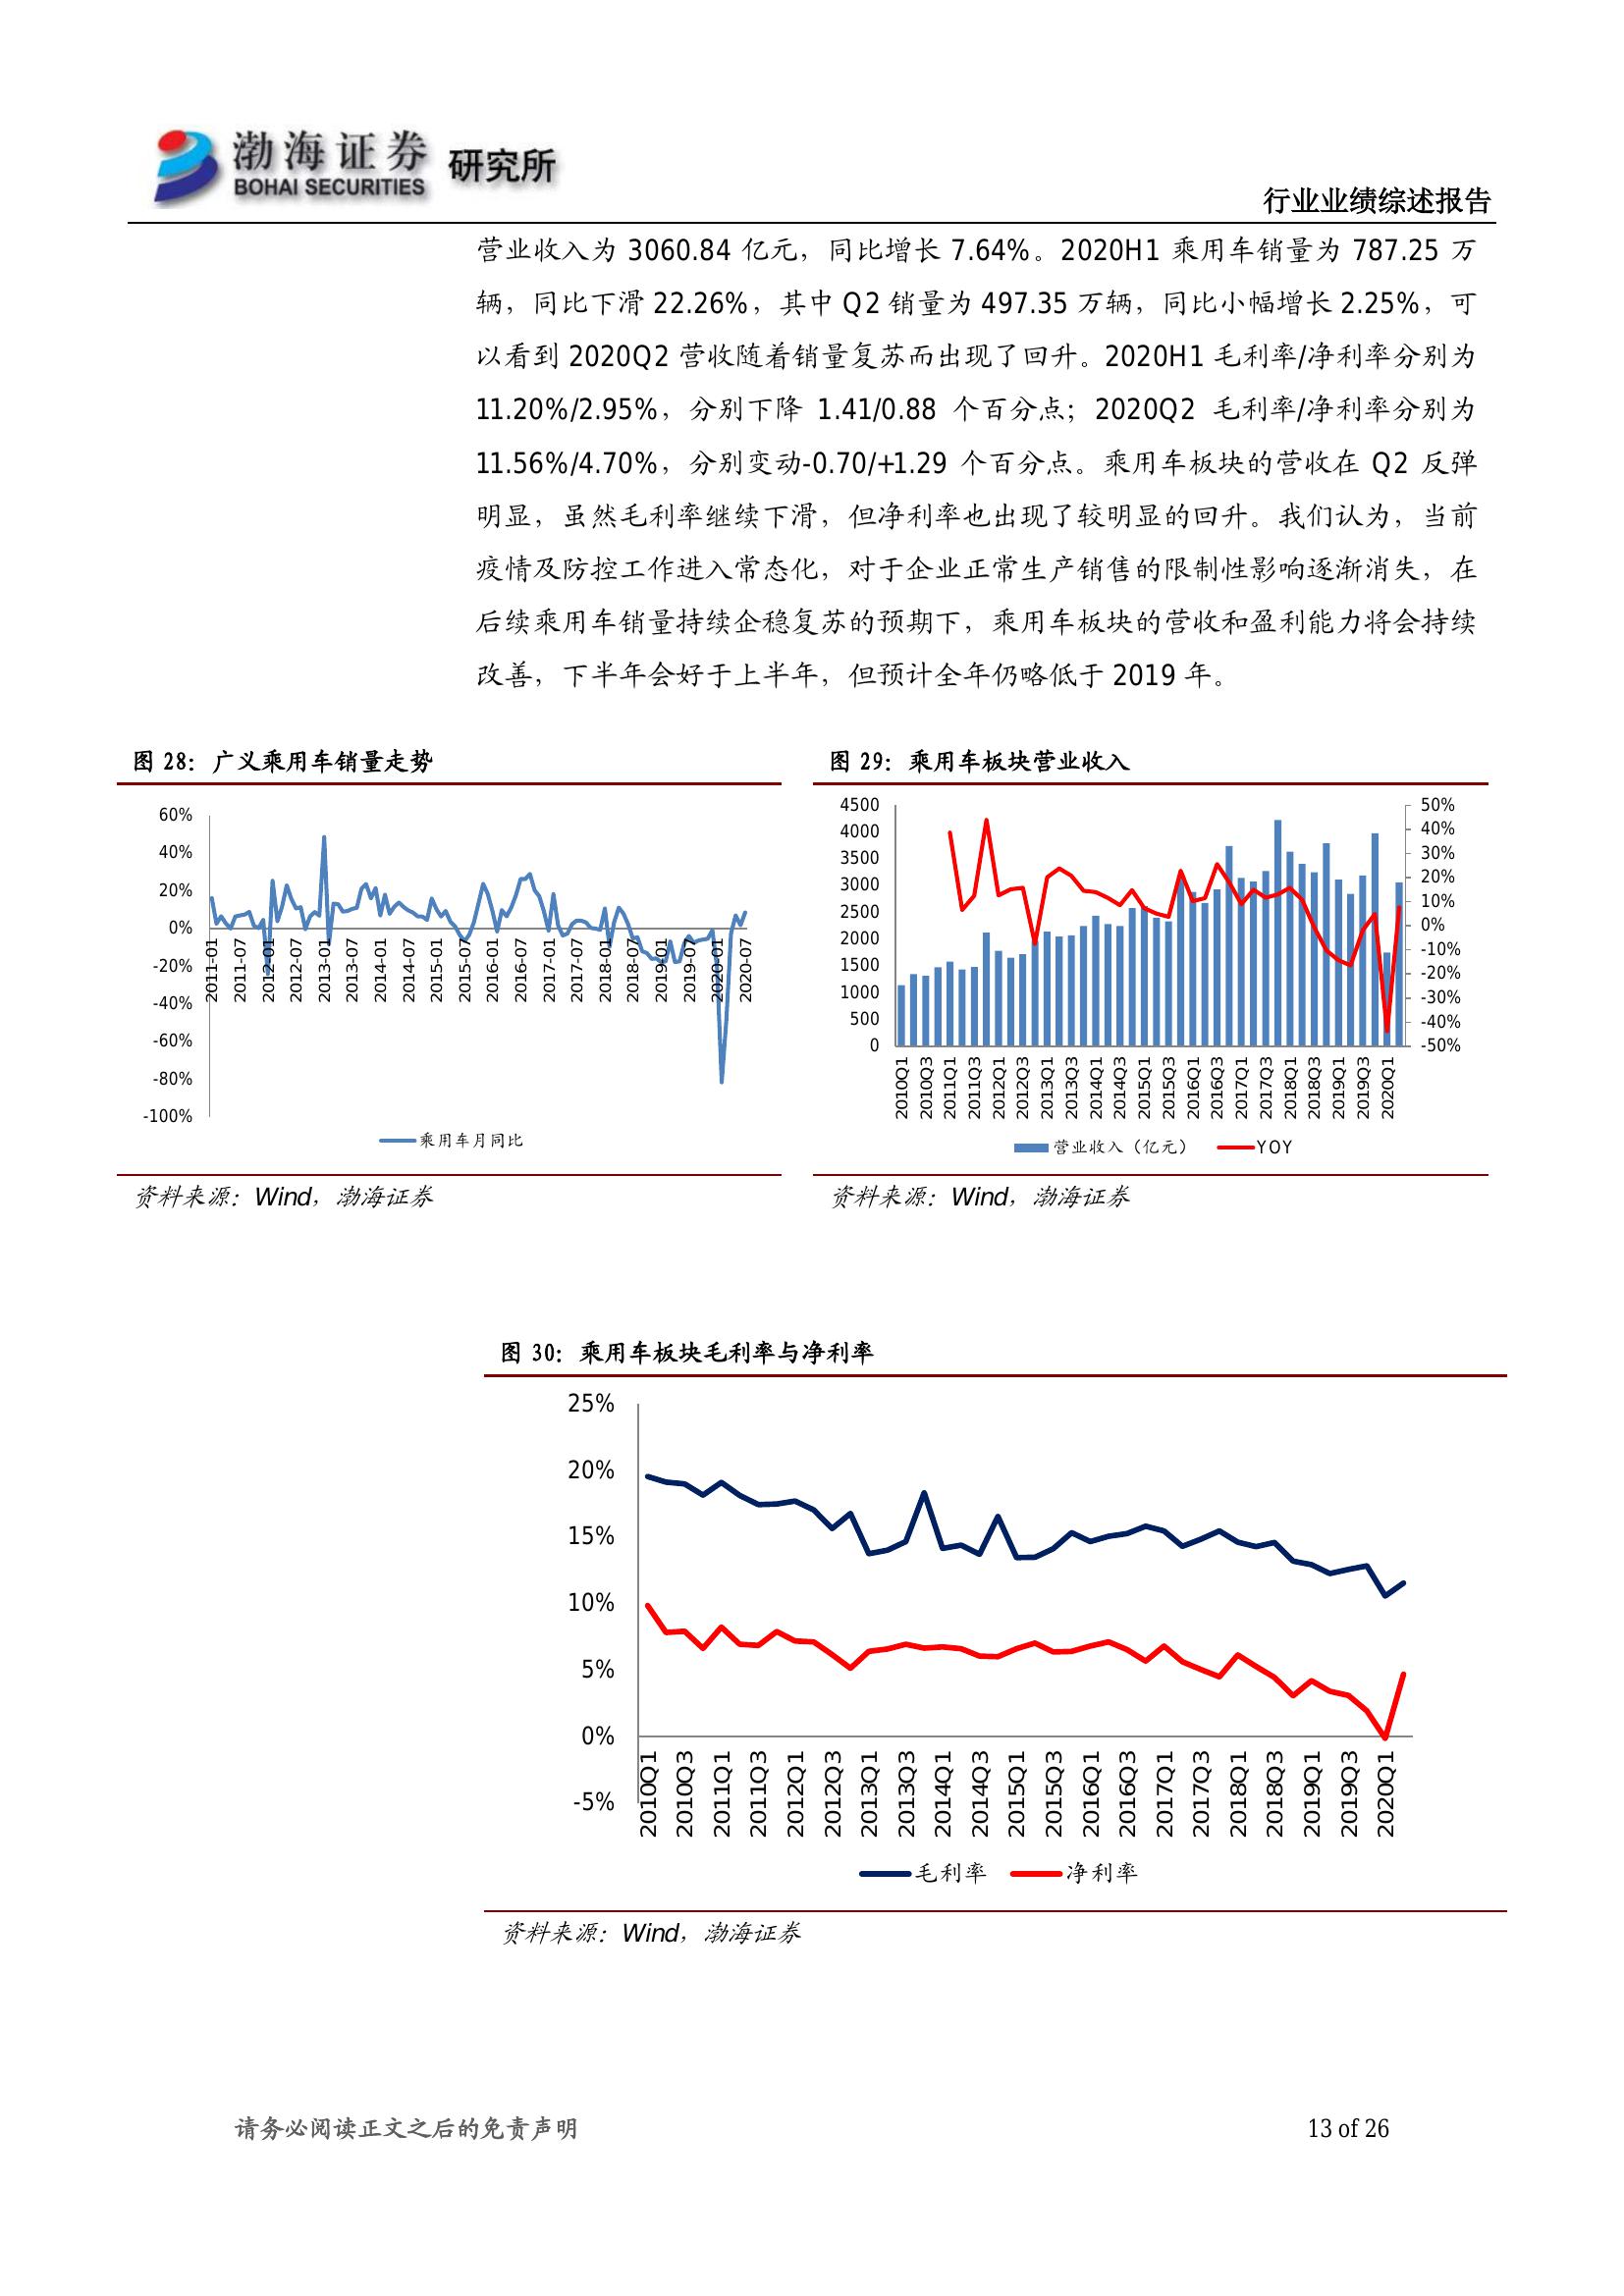 渤海证券 研究所
BOHAI SECURITIES
行业业绩综述报告
营业收入为 3060.84 亿元，同比增长 7.64%。2020H1 乘用车销量为 787.25 万
辆，同比下滑 22.26%，其中 Q2 销量为 497.35 万辆，同比小幅增长 2.25%，可
以看到 2020Q2 营收随着销量复苏而出现了回升。2020H1 毛利率/净利率分别为
11.20%/2.95%，分别下降 1.41/0.88 个百分点；2020Q2 毛利率/净利率分别为
11.56%/4.70%，分别变动-0.70/+1.29 个百分点。乘用车板块的营收在 Q2 反弹
明显，虽然毛利率继续下滑，但净利率也出现了较明显的回升。我们认为，当前
疫情及防控工作进入常态化，对于企业正常生产销售的限制性影响逐渐消失，在
后续乘用车销量持续企稳复苏的预期下，乘用车板块的营收和盈利能力将会持续
改善，下半年会好于上半年，但预计全年仍略低于 2019 年。
图 28：广义乘用车销量走势
60%
40%
20%
0%
-20%
-40%
-60%
-80%
-100%
2011-01 2011-07 2012-01 2012-07 2013-01 2013-07 2014-01 2014-07 2015-01 2015-07 2016-01 2016-07 2017-01 2017-07 2018-01 2018-07 2019-01 2019-07 2020-01 2020-07
乘用车月同比
资料来源：Wind，渤海证券
图 29：乘用车板块营业收入
4500
4000
3500
3000
2500
2000
1500
1000
500
0
50%
40%
30%
20%
10%
0%
-10%
-20%
-30%
-40%
-50%
2010Q1 2010Q3 2011Q1 2011Q3 2012Q1 2012Q3 2013Q1 2013Q3 2014Q1 2014Q3 2015Q1 2015Q3 2016Q1 2016Q3 2017Q1 2017Q3 2018Q1 2018Q3 2019Q1 2019Q3 2020Q1
营业收入（亿元） YOY
资料来源：Wind，渤海证券
图 30：乘用车板块毛利率与净利率
25%
20%
15%
10%
5%
0%
-5%
2010Q1 2010Q3 2011Q1 2011Q3 2012Q1 2012Q3 2013Q1 2013Q3 2014Q1 2014Q3 2015Q1 2015Q3 2016Q1 2016Q3 2017Q1 2017Q3 2018Q1 2018Q3 2019Q1 2019Q3 2020Q1
毛利率 净利率
资料来源：Wind，渤海证券
请务必阅读正文之后的免责声明
13 of 26